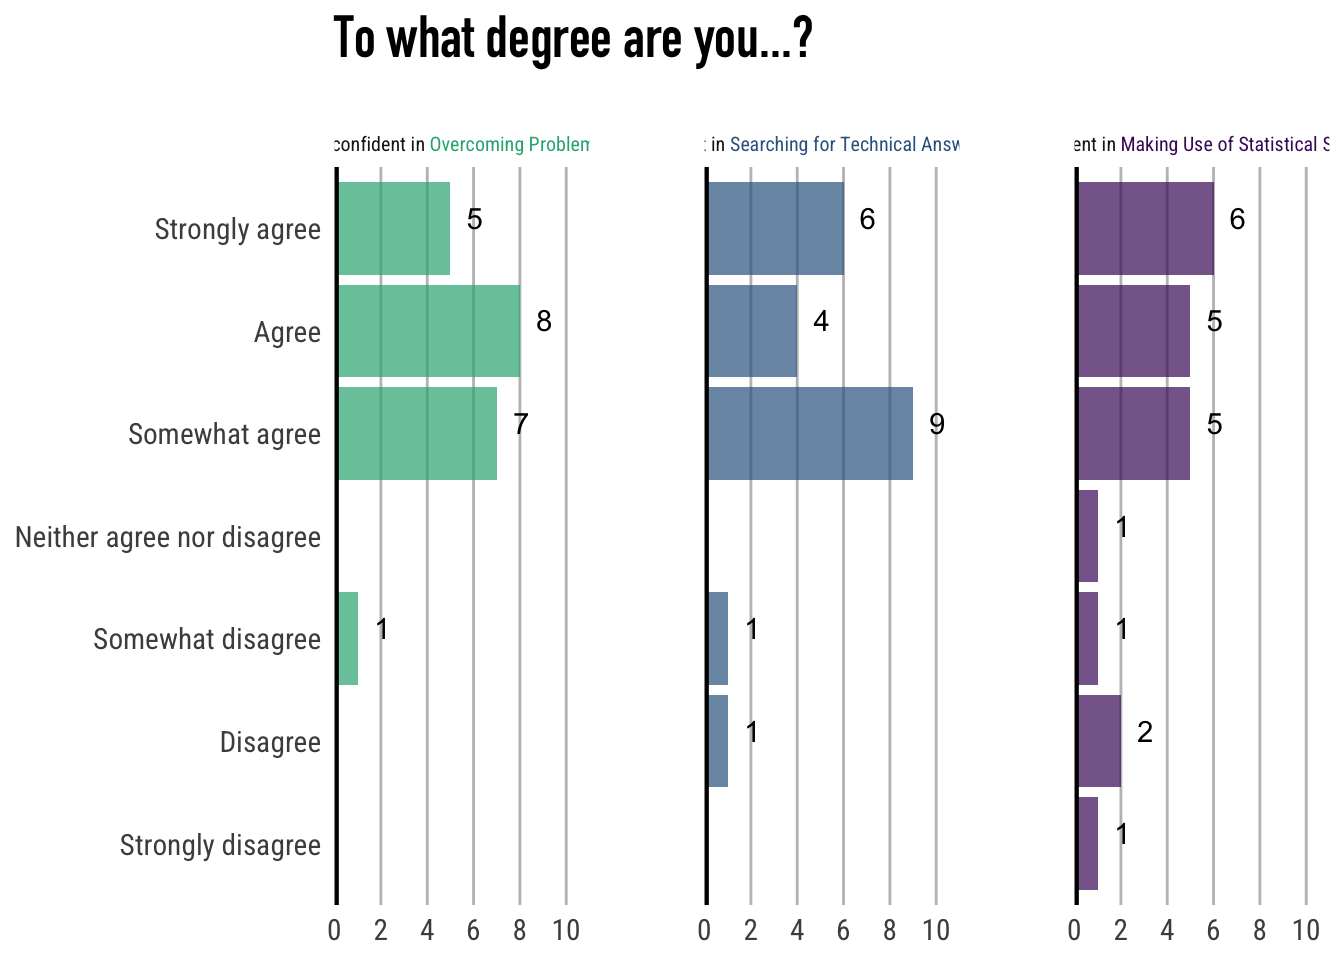 To what degree are you...?
confident in Overcoming Problem
: in Searching for Technical Answ
ent in Making Use of Statistical S
Strongly agree
5
6
6
Agree
8
4
5
Somewhat agree
7
9
5
Neither agree nor disagree
1
Somewhat disagree
1
1
1
Disagree
1
2
Strongly disagree
1
0 2 4 6 8 10
0 2 4 6 8 10
0 2 4 6 8 10